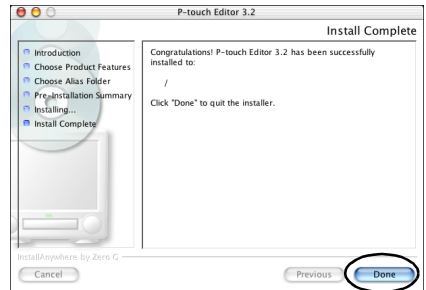 P-touch Editor 3.2
Install Complete
Introduction
Choose Product Features
Choose Alias Folder
Pre-Installation Summary
Installing...
Install Complete
Congratulations! P-touch Editor 3.2 has been successfully
installed to:
/
Click "Done" to quit the installer.
InstallAnywhere by Zero G
Cancel
Previous
Done